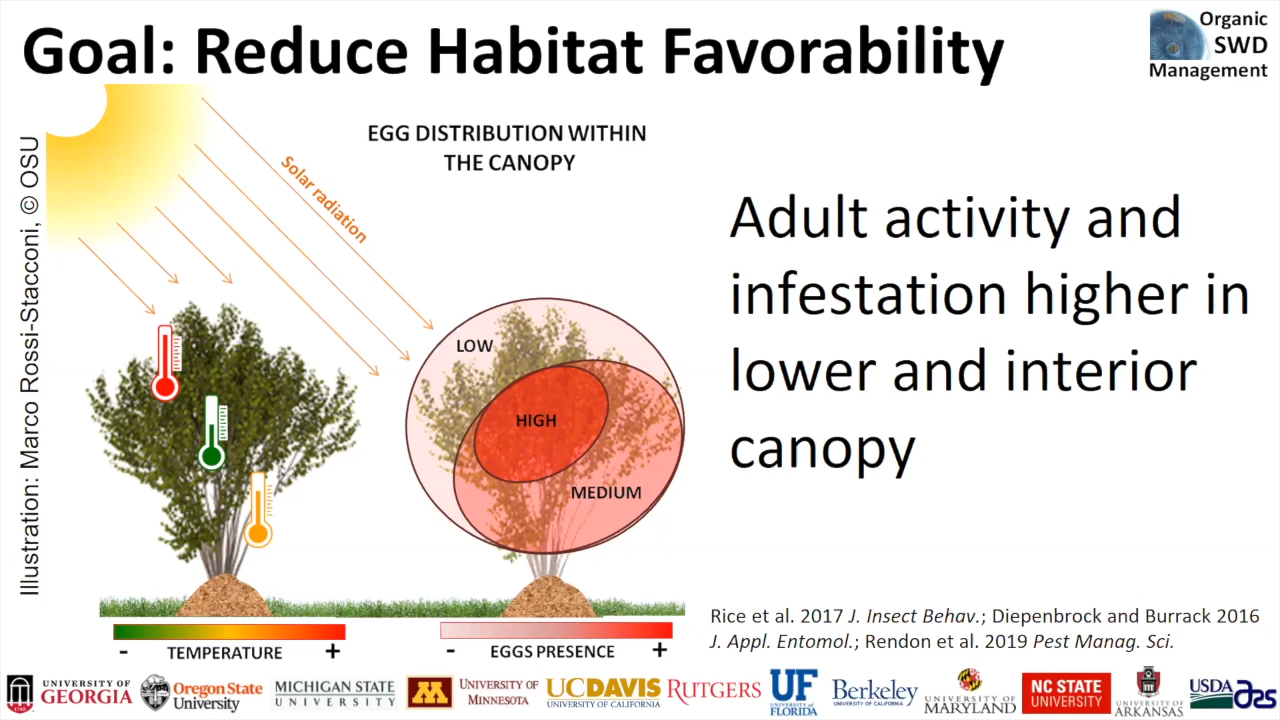 Goal: Reduce Habitat Favorability
Organic
SWD
Management
Illustration: Marco Rossi-Stacconi, © OSU
EGG DISTRIBUTION WITHIN
THE CANOPY
Solar radiation
LOW
HIGH
MEDIUM
Adult activity and
infestation higher in
lower and interior
canopy
- TEMPERATURE +
- EGGS PRESENCE +
Rice et al. 2017 J. Insect Behav.; Diepenbrock and Burrack 2016
J. Appl. Entomol.; Rendon et al. 2019 Pest Manag. Sci.
1785
UNIVERSITY OF
GEORGIA
Oregon State
University
MICHIGAN STATE
UNIVERSITY
M
UNIVERSITY OF
MINNESOTA
UCDAVIS
UNIVERSITY OF CALIFORNIA
RUTGERS
UF
UNIVERSITY of
FLORIDA
Berkeley
UNIVERSITY OF CALIFORNIA
UNIVERSITY OF
MARYLAND
NC STATE
UNIVERSITY
UNIVERSITY OF
ARKANSAS
USDA
ars